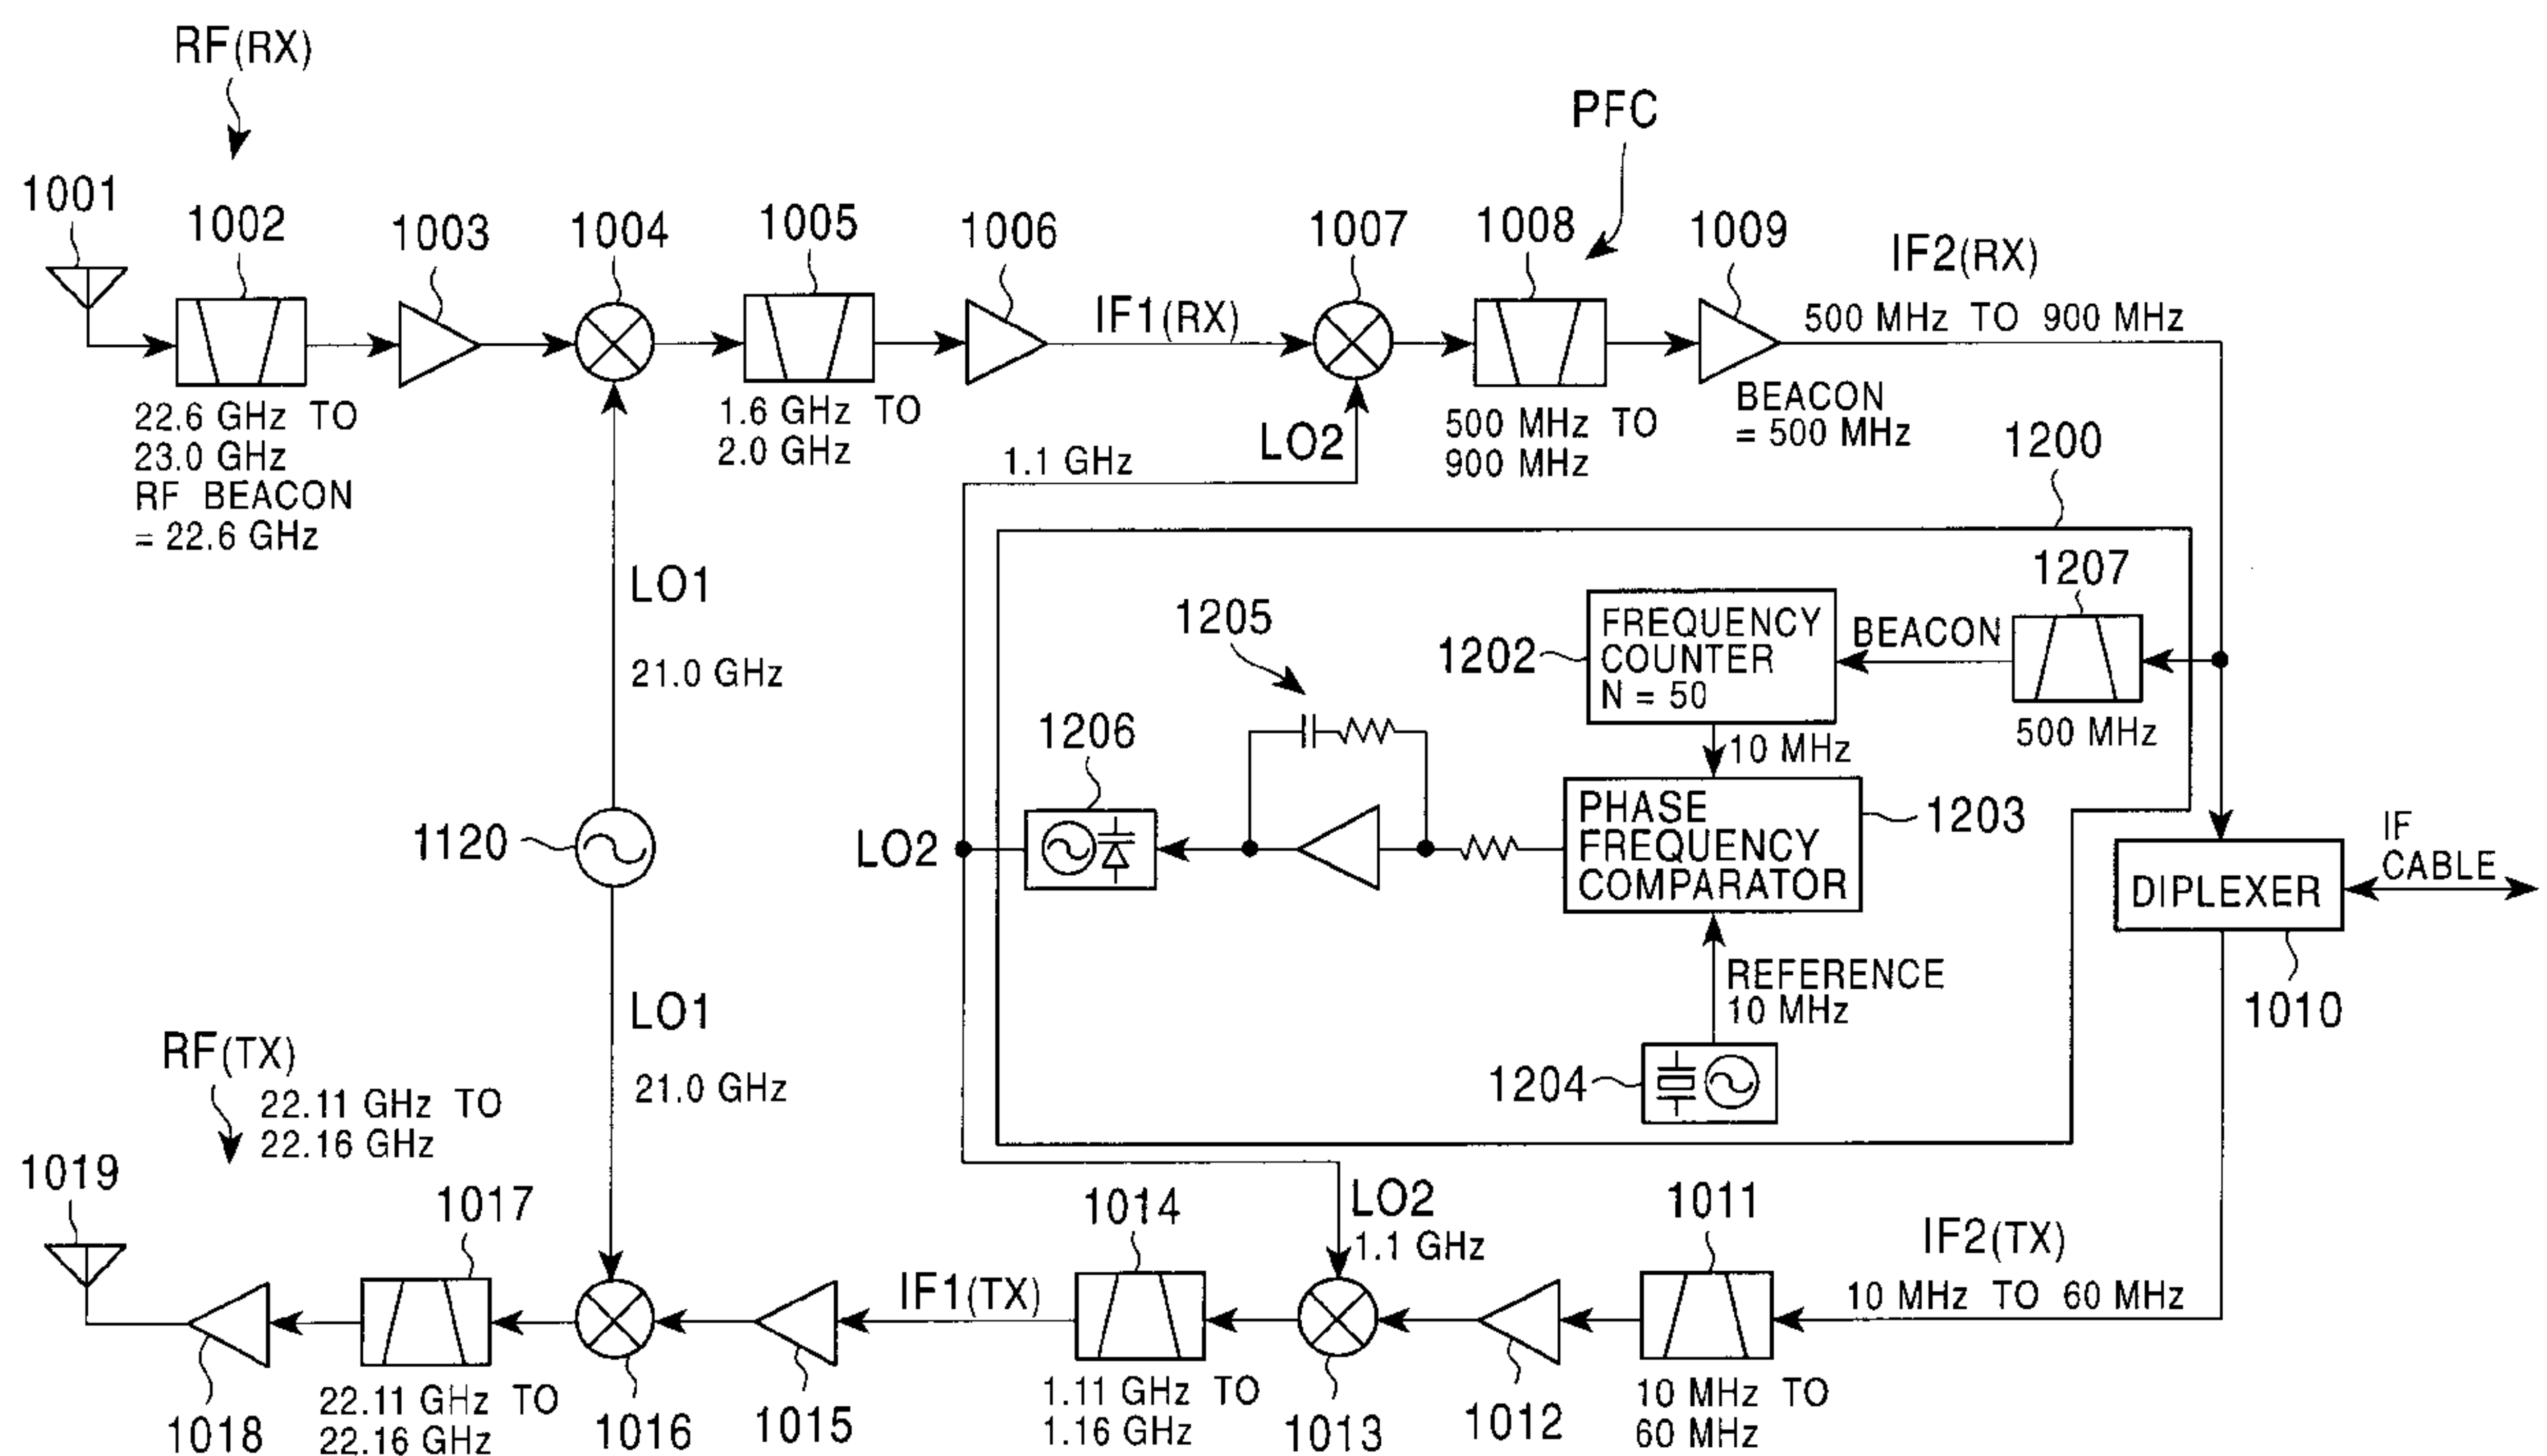 RF(RX)
PFC
1001
1002
1003
1004
1005
1006
1007
1008
1009
IF2(RX)
IF1(RX)
500 MHz TO 900 MHz
22.6 GHz TO
23.0 GHz
RF BEACON
= 22.6 GHz
1.6 GHz TO
2.0 GHz
LO2
1.1 GHz
500 MHz TO
900 MHz
BEACON
= 500 MHz
1200
LO1
21.0 GHz
1205
1206
1202
FREQUENCY
COUNTER
N = 50
BEACON
1207
500 MHz
10 MHz
1120
LO2
PHASE
FREQUENCY
COMPARATOR
1203
IF
CABLE
DIPLEXER
1010
REFERENCE
10 MHz
1204
LO1
21.0 GHz
RF(TX)
22.11 GHz TO
22.16 GHz
1019
1017
1014
LO2
1.1 GHz
1011
IF2(TX)
10 MHz TO 60 MHz
IF1(TX)
1018
22.11 GHz TO
22.16 GHz
1016
1015
1.11 GHz TO
1.16 GHz
1013
1012
10 MHz TO
60 MHz